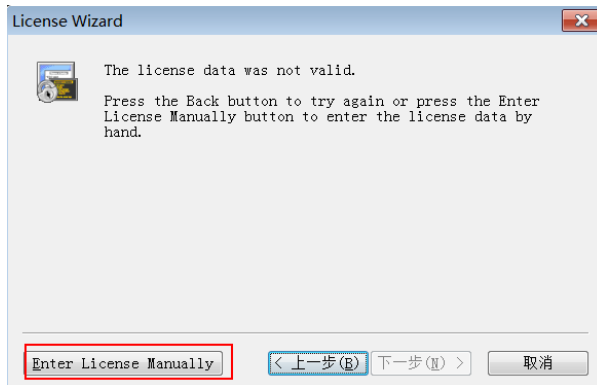 License Wizard
The license data was not valid.
Press the Back button to try again or press the Enter
License Manually button to enter the license data by
hand.
Enter License Manually
< 上一步(B)
下一步(N) >
取消